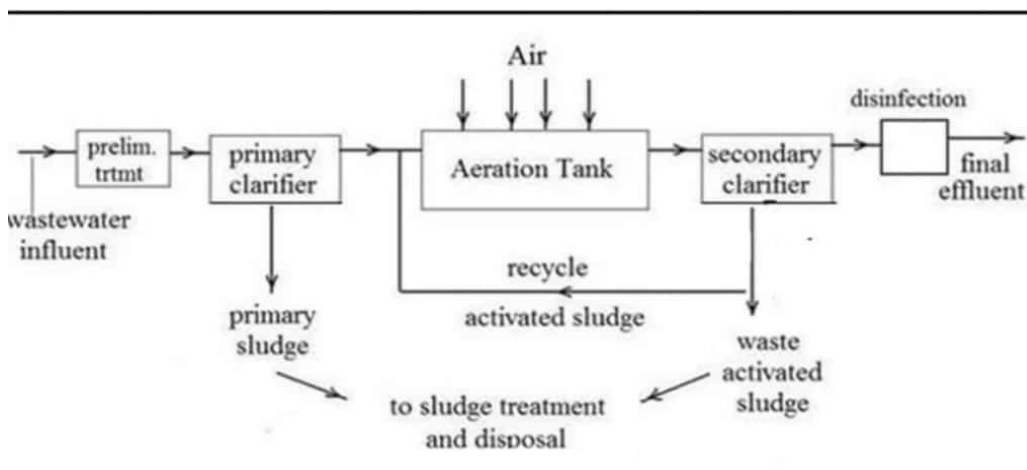 Air
disinfection
prelim.
trtmt
primary
clarifier
Aeration Tank
secondary
clarifier
final
effluent
wastewater
influent
recycle
activated sludge
primary
sludge
waste
activated
sludge
to sludge treatment
and disposal